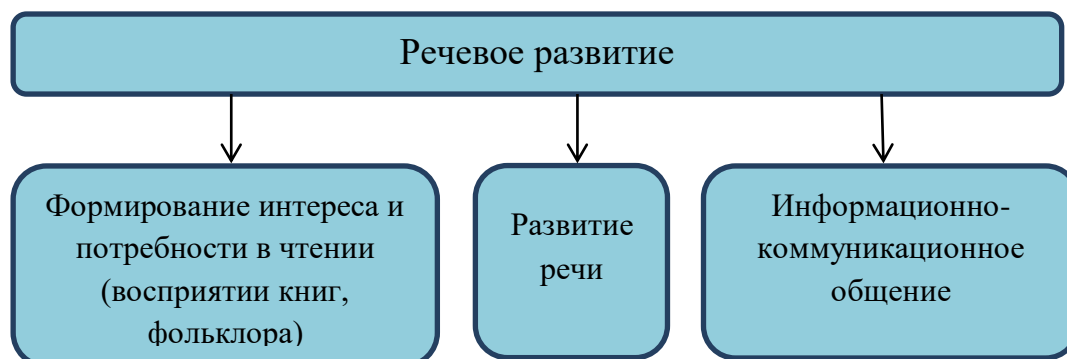 Речевое развитие
Формирование интереса и
потребности в чтении
(восприятии книг,
фольклора)
Развитие
речи
Информационно-
коммуникационное
общение